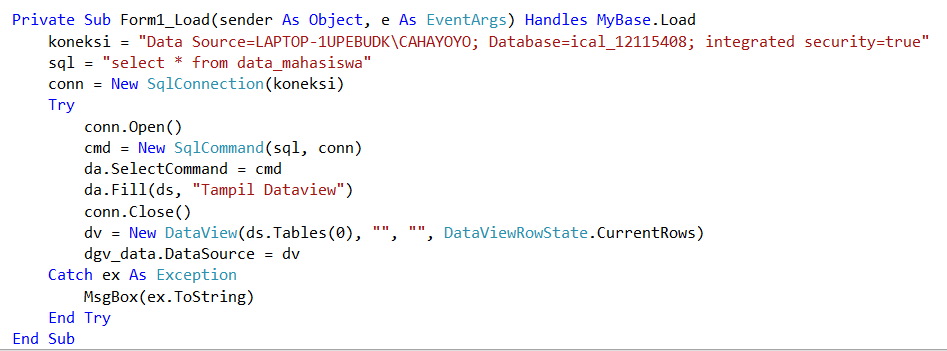 Private Sub Form1_Load(sender As Object, e As EventArgs) Handles MyBase.Load
    koneksi = "Data Source=LAPTOP-1UPEBUDK\CAHAYOYO; Database=ical_12115408; integrated security=true"
    sql = "select * from data_mahasiswa"
    conn = New SqlConnection(koneksi)
    Try
        conn.Open()
        cmd = New SqlCommand(sql, conn)
        da.SelectCommand = cmd
        da.Fill(ds, "Tampil Dataview")
        conn.Close()
        dv = New DataView(ds.Tables(0), "", "", DataViewRowState.CurrentRows)
        dgv_data.DataSource = dv
    Catch ex As Exception
        MsgBox(ex.ToString)
    End Try
End Sub